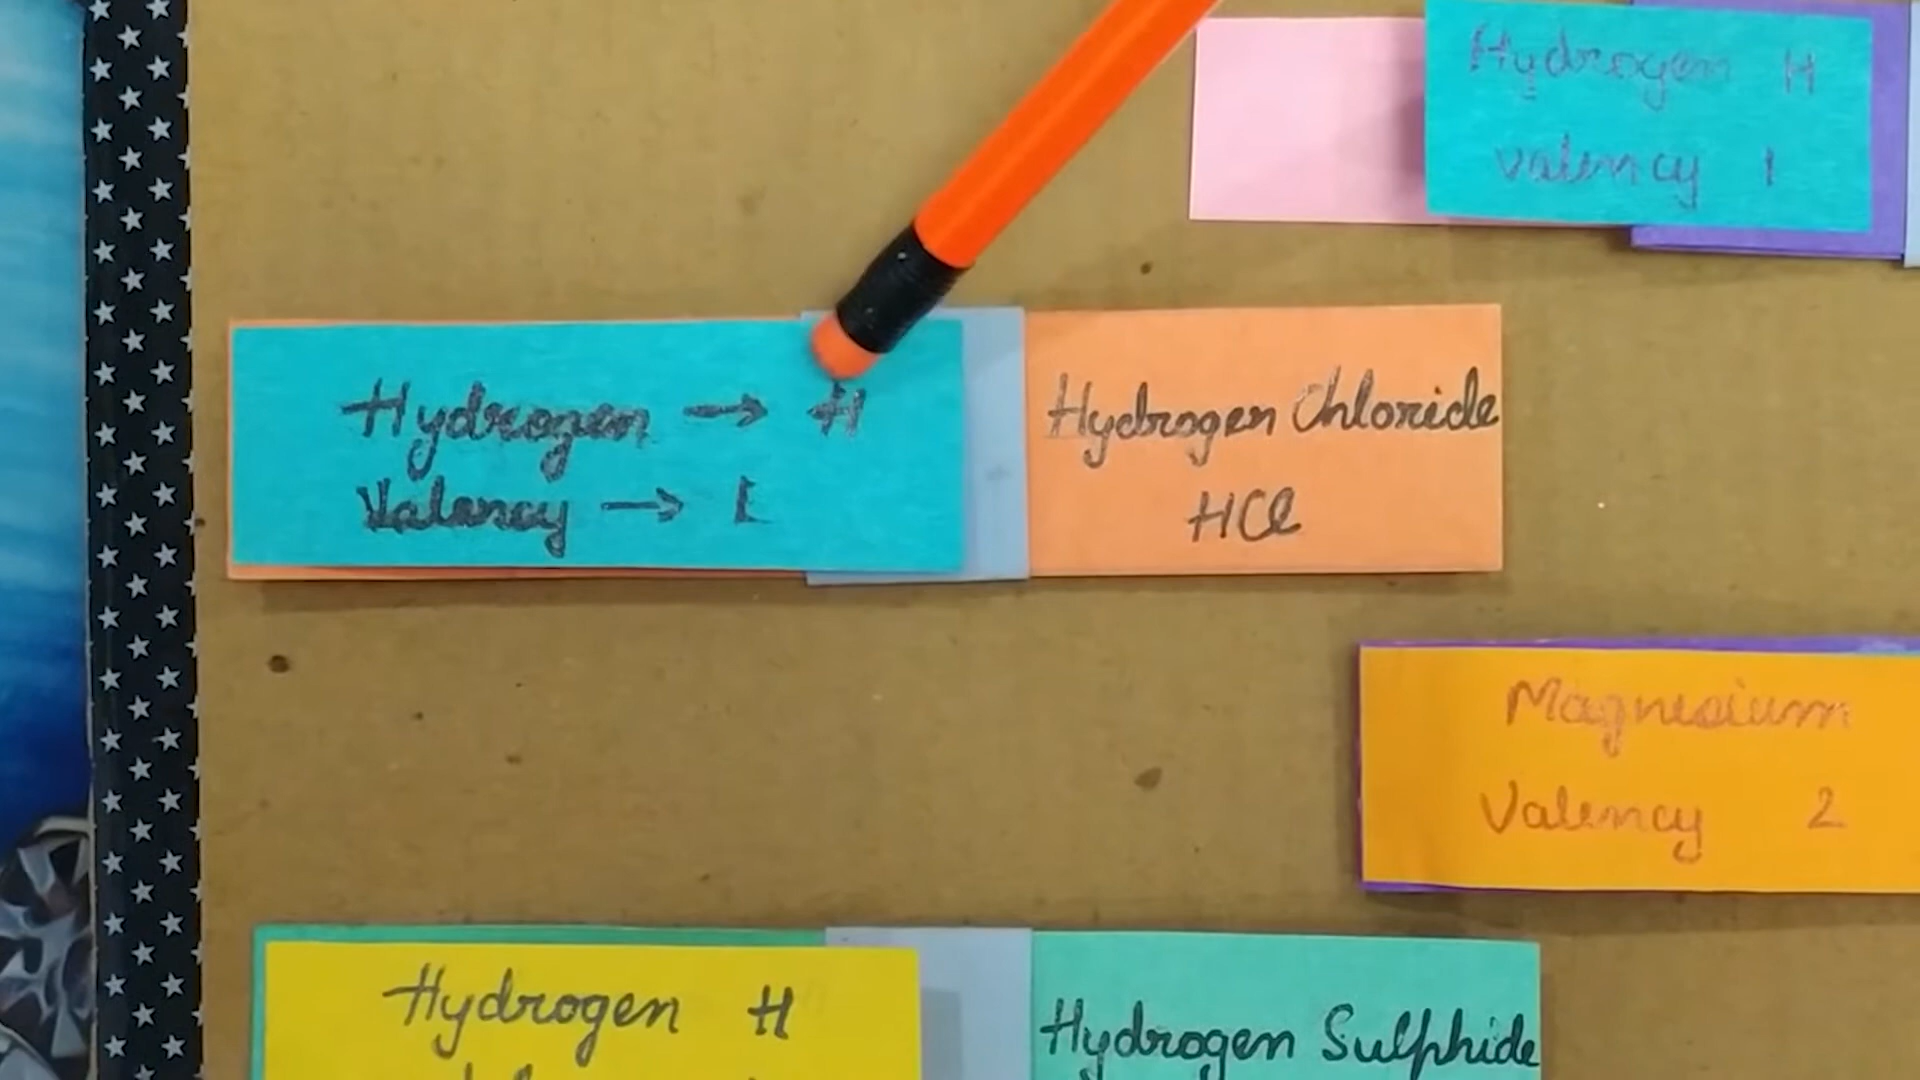 Hydrogen H
valency 1
Hydrogen → H
Valency → 1
Hydrogen Chloride
HCl
Magnesium
Valency 2
Hydrogen H
Hydrogen Sulphide